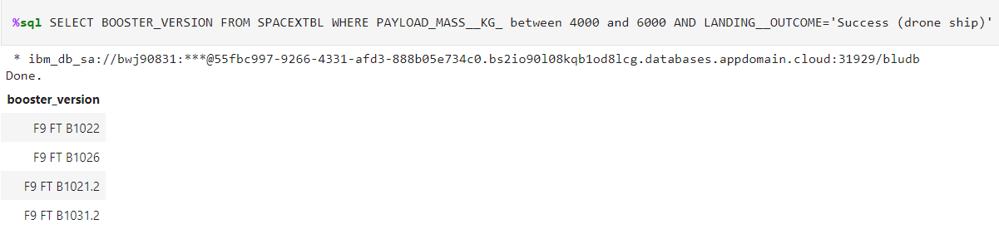 %sql SELECT BOOSTER_VERSION FROM SPACEXTBL WHERE PAYLOAD_MASS__KG_ between 4000 and 6000 AND LANDING__OUTCOME='Success (drone ship)'
* ibm_db_sa://bwj90831:***@55fbc997-9266-4331-afd3-888b05e734c0.bs2io90l08kqb1od8lcg.databases.appdomain.cloud:31929/bludb
Done.
booster_version
F9 FT B1022
F9 FT B1026
F9 FT B1021.2
F9 FT B1031.2